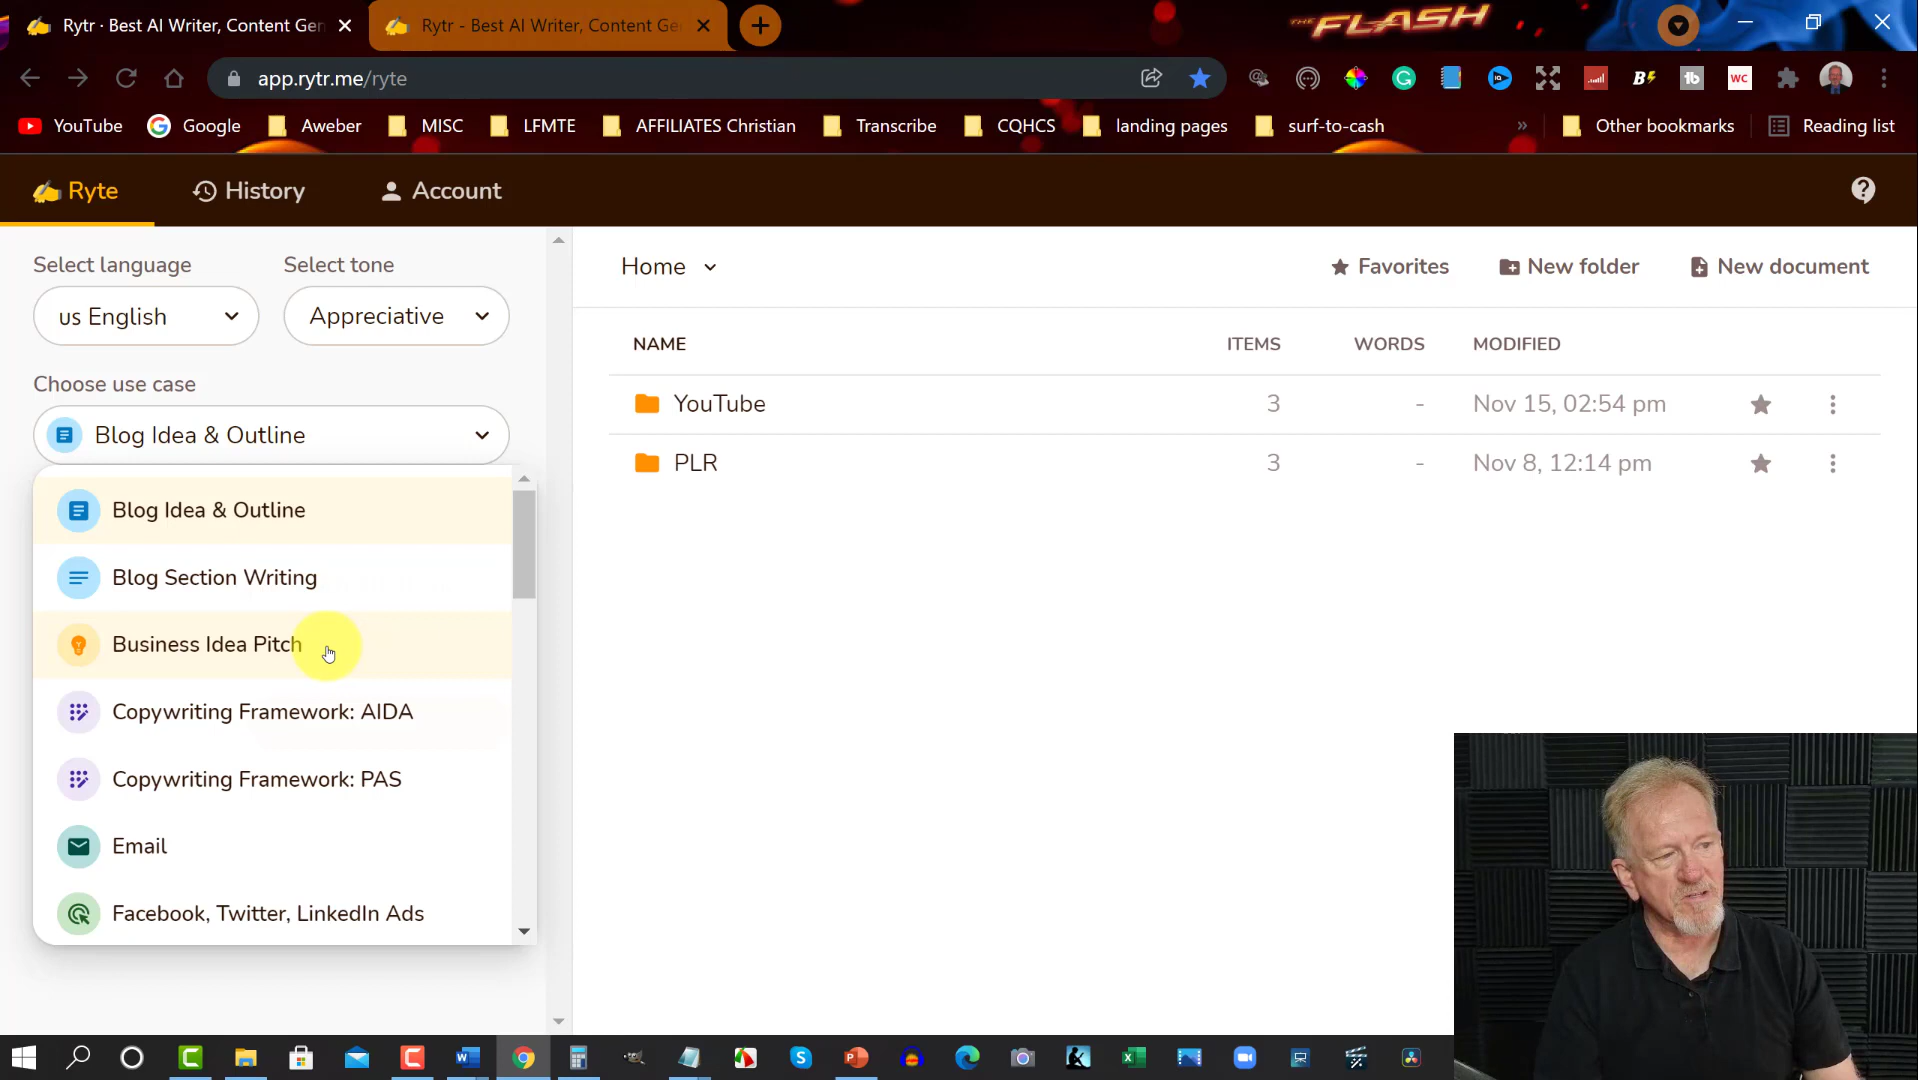 Rytr · Best AI Writer, Content Gen
Rytr - Best AI Writer, Content Ge
THE FLASH
app.rytr.me/ryte
YouTube
Google
Aweber
MISC
LFMTE
AFFILIATES Christian
Transcribe
CQHCS
landing pages
surf-to-cash
»
Other bookmarks
Reading list
Ryte
History
Account
Select language
Select tone
us English
Appreciative
Choose use case
Blog Idea & Outline
Blog Idea & Outline
Blog Section Writing
Business Idea Pitch
Copywriting Framework: AIDA
Copywriting Framework: PAS
Email
Facebook, Twitter, LinkedIn Ads
Home
Favorites
New folder
New document
NAME ITEMS WORDS MODIFIED
YouTube 3 - Nov 15, 02:54 pm
PLR 3 - Nov 8, 12:14 pm